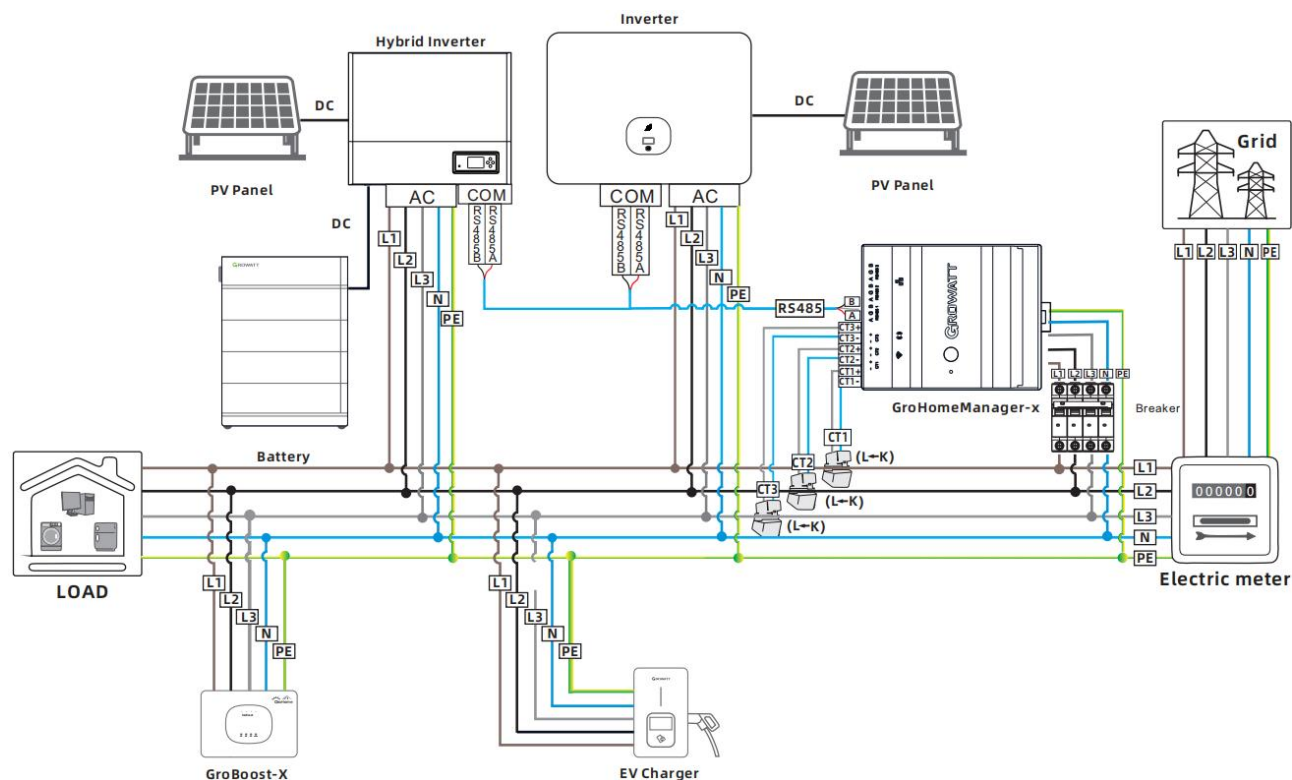 Inverter
Hybrid Inverter
DC
DC
PV Panel
PV Panel
Grid
AC
COM
COM
AC
DC
RS485B
RS485A
RS485B
RS485A
L1
L2
L3
N
PE
L1
L2
L3
N
PE
L1
L2
L3
N
PE
GROWATT
RS485
B
A
CT3+
CT3-
CT2+
CT2-
CT1+
CT1-
GROWATT
L1
L2
L3
N
PE
GroHomeManager-x
Breaker
CT1
(L←K)
CT2
(L←K)
CT3
(L←K)
Battery
L1
L2
L3
N
PE
000000
LOAD
Electric meter
L1
L2
L3
N
PE
L1
L2
L3
N
PE
GROWATT
GroBoost-X
EV Charger